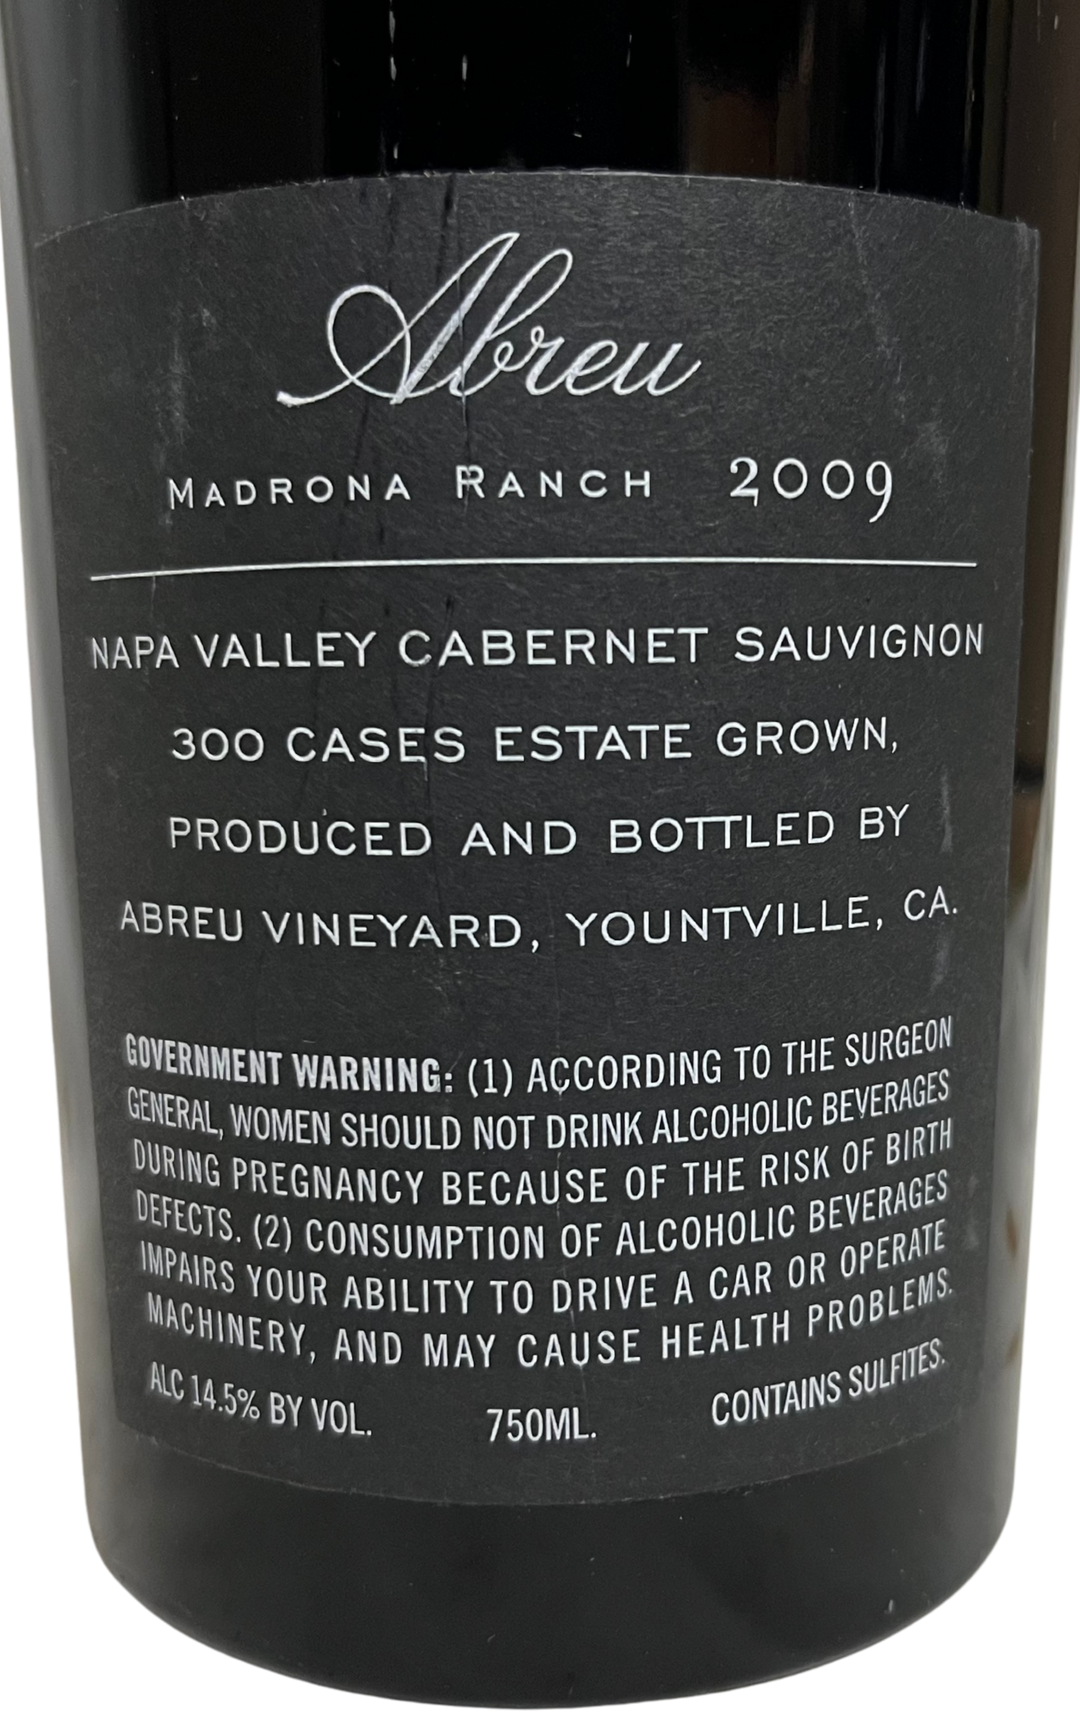 Abreu
MADRONA RANCH 2009
NAPA VALLEY CABERNET SAUVIGNON
300 CASES ESTATE GROWN,
PRODUCED AND BOTTLED BY
ABREU VINEYARD, YOUNTVILLE, CA.
GOVERNMENT WARNING: (1) ACCORDING TO THE SURGEON
GENERAL, WOMEN SHOULD NOT DRINK ALCOHOLIC BEVERAGES
DURING PREGNANCY BECAUSE OF THE RISK OF BIRTH
DEFECTS. (2) CONSUMPTION OF ALCOHOLIC BEVERAGES
IMPAIRS YOUR ABILITY TO DRIVE A CAR OR OPERATE
MACHINERY, AND MAY CAUSE HEALTH PROBLEMS.
ALC 14.5% BY VOL. 750ML. CONTAINS SULFITES.